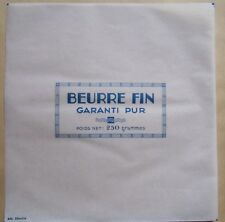 BEURRE FIN
GARANTI PUR
POIDS NET: 250 grammes